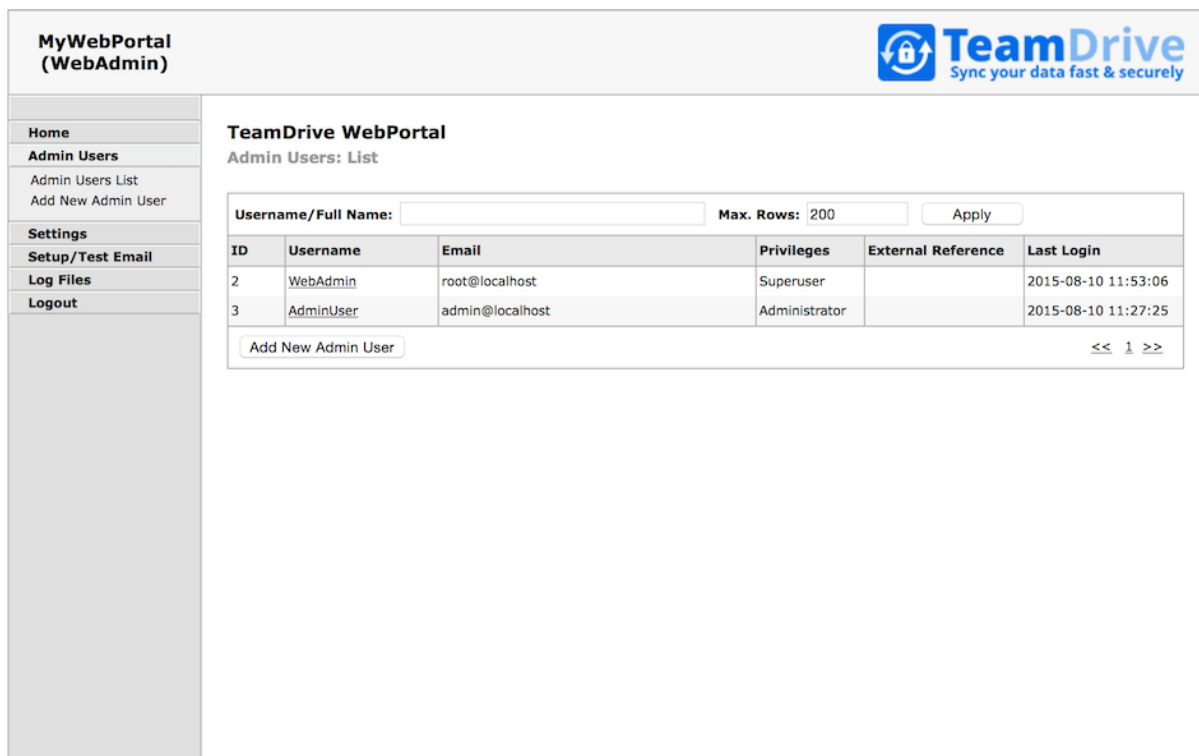 MyWebPortal
(WebAdmin)
TeamDrive
Sync your data fast & securely
Home
Admin Users
Admin Users List
Add New Admin User
Settings
Setup/Test Email
Log Files
Logout
TeamDrive WebPortal
Admin Users: List
Username/Full Name: Max. Rows: 200 Apply
ID Username Email Privileges External Reference Last Login
2 WebAdmin root@localhost Superuser 2015-08-10 11:53:06
3 AdminUser admin@localhost Administrator 2015-08-10 11:27:25
Add New Admin User << 1 >>